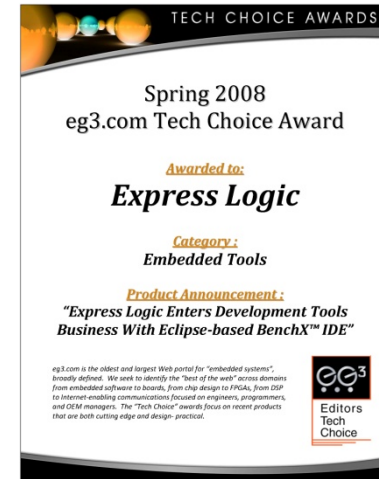 TECH CHOICE AWARDS
Spring 2008
eg3.com Tech Choice Award
Awarded to:
Express Logic
Category :
Embedded Tools
Product Announcement :
“Express Logic Enters Development Tools
Business With Eclipse-based BenchX™ IDE”
eg3.com is the oldest and largest Web portal for “embedded systems”,
broadly defined. We seek to identify the “best of the web” across domains
from embedded software to boards, from chip design to FPGAs, from DSP
to Internet-enabling communications focused on engineers, programmers,
and OEM managers. The “Tech Choice” awards focus on recent products
that are both cutting edge and design- practical.
eg3
Editors
Tech
Choice